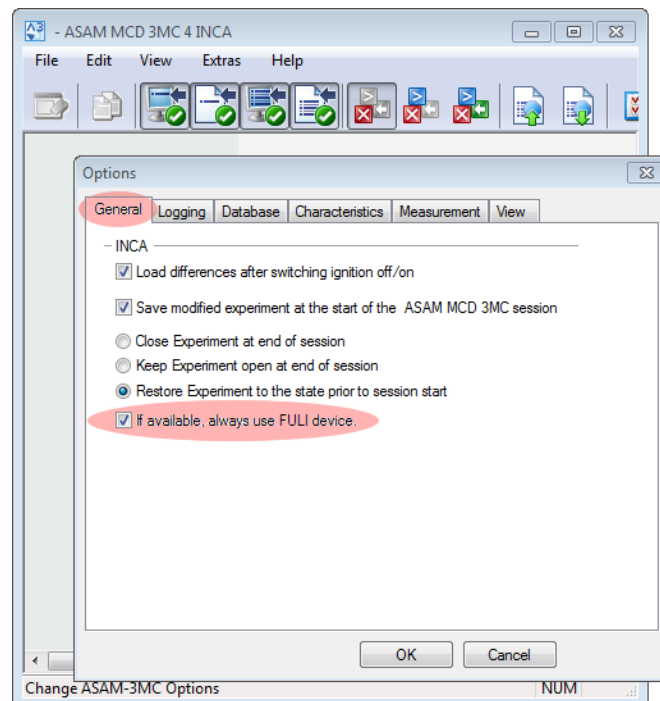 - ASAM MCD 3MC 4 INCA
File Edit View Extras Help
Options
General Logging Database Characteristics Measurement View
INCA
Load differences after switching ignition off/on
Save modified experiment at the start of the ASAM MCD 3MC session
Close Experiment at end of session
Keep Experiment open at end of session
Restore Experiment to the state prior to session start
If available, always use FULI device.
OK Cancel
Change ASAM-3MC Options NUM